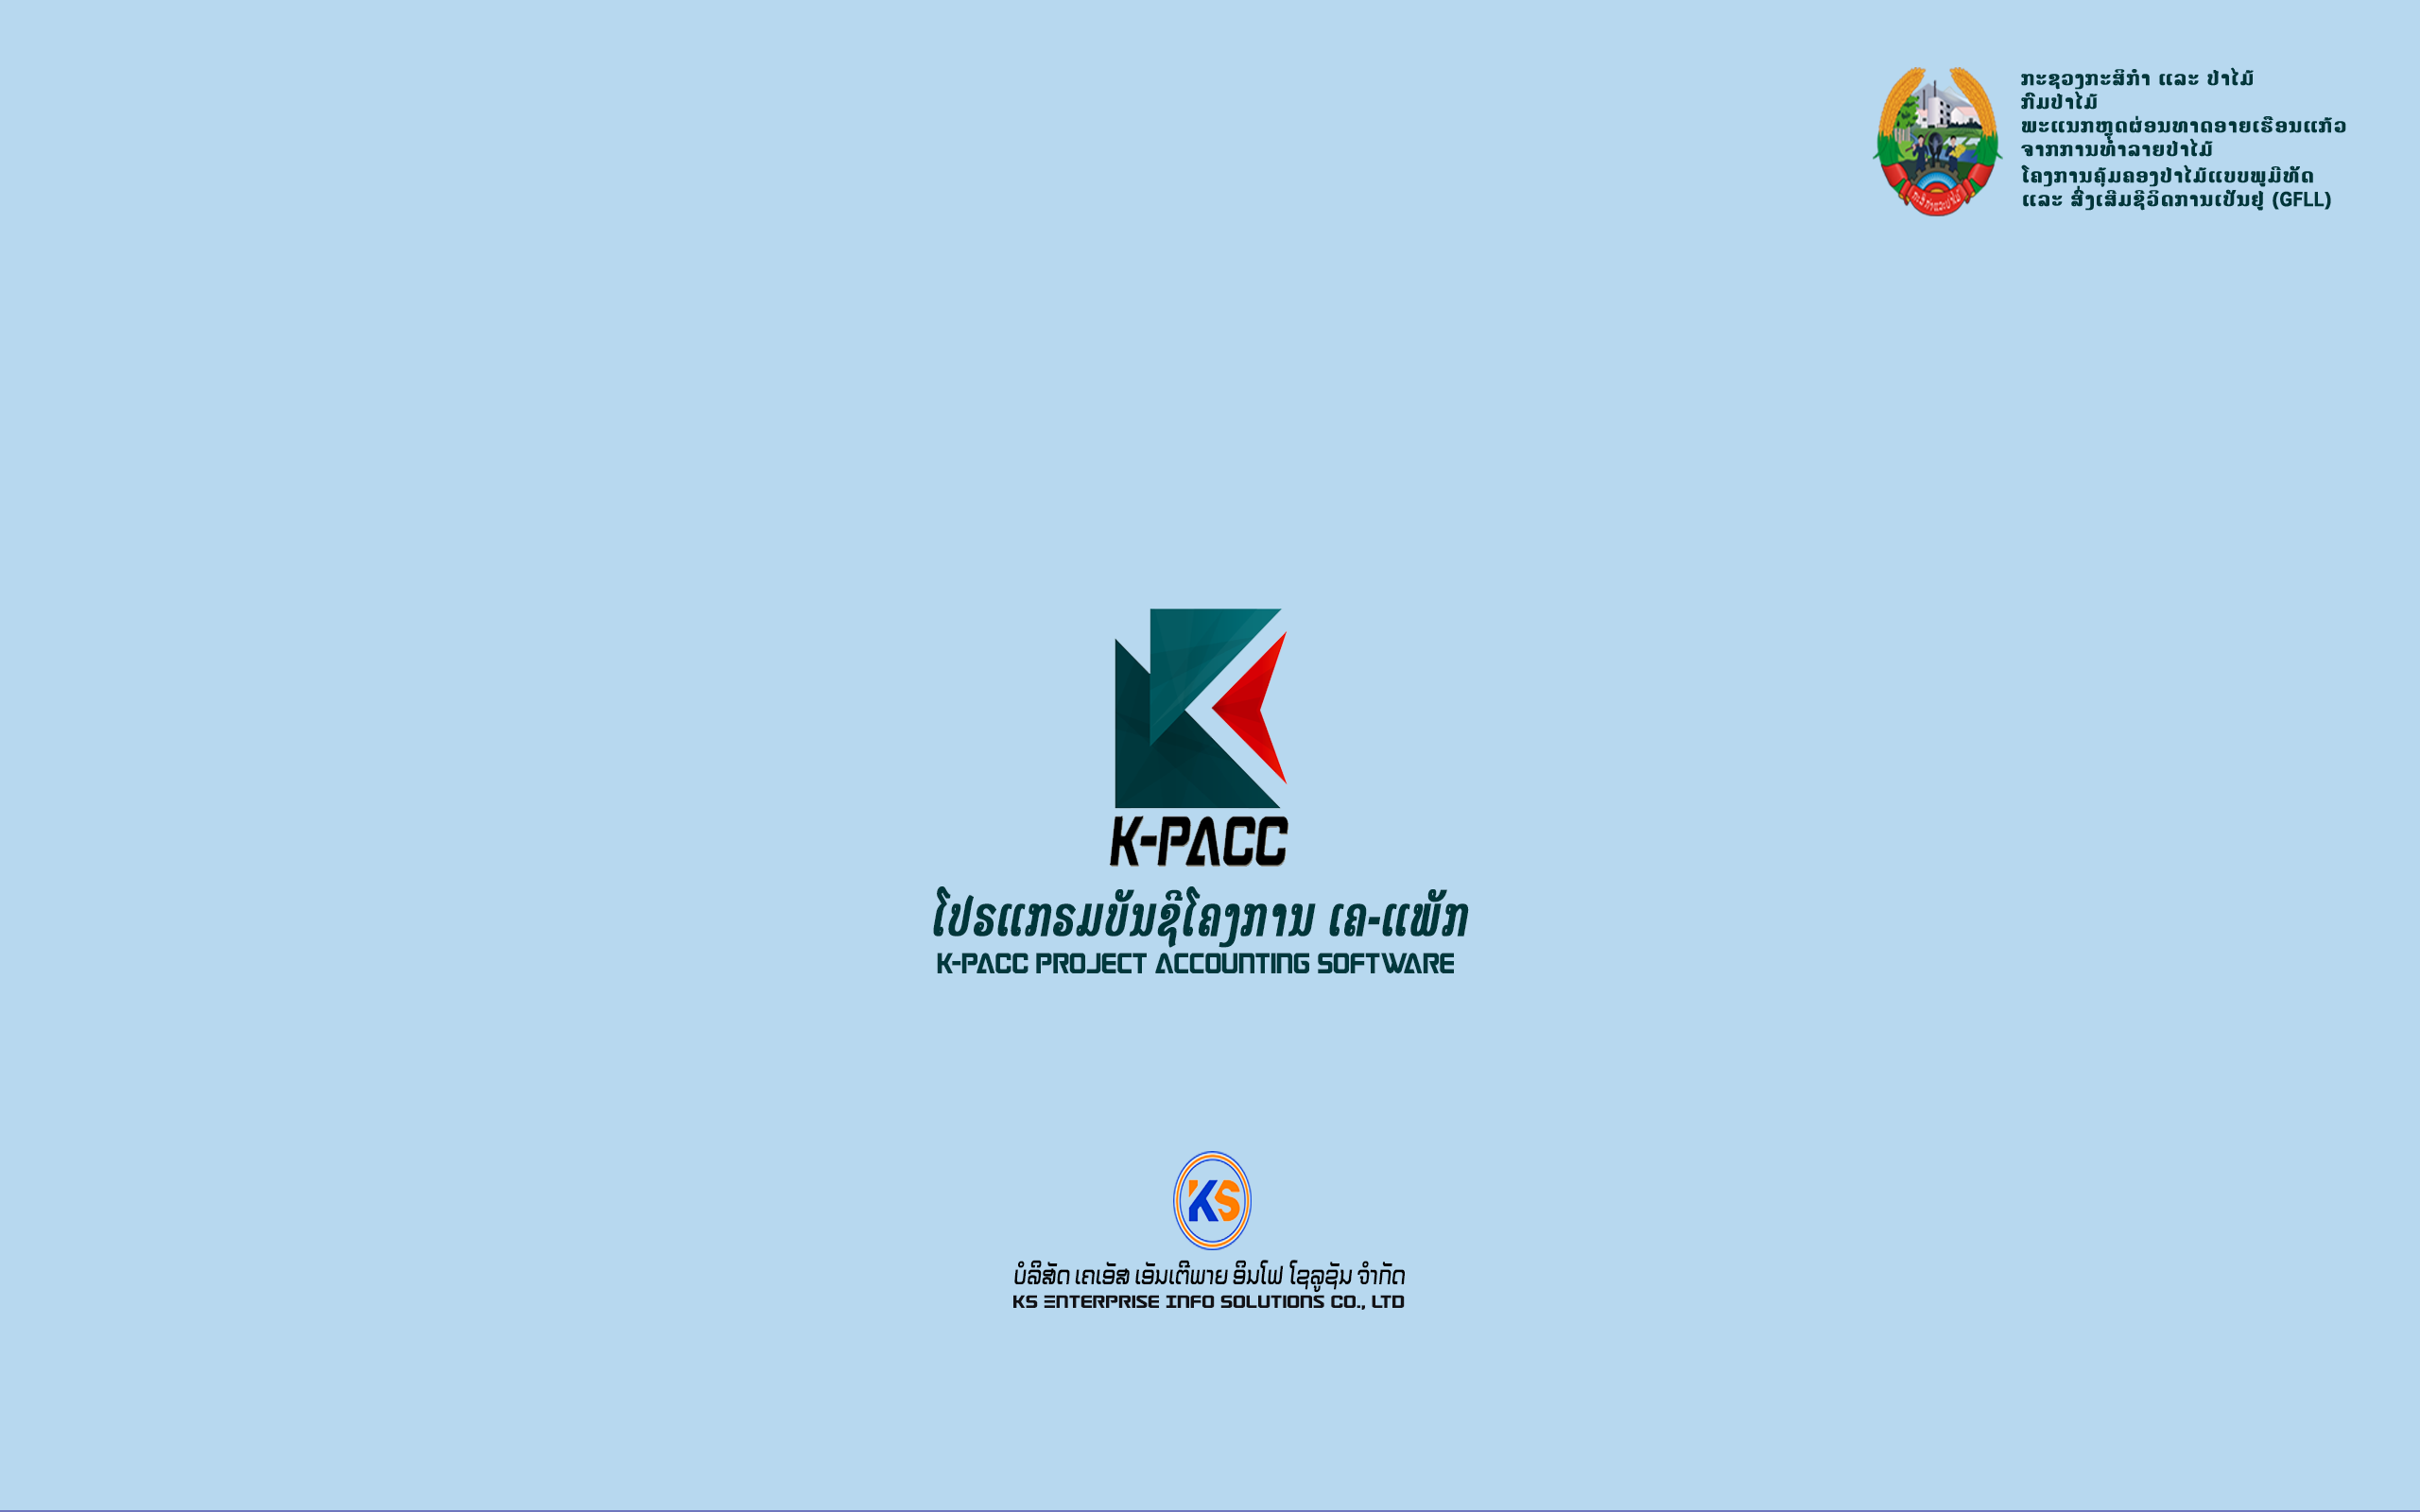 ກະຊວງກະສິກຳ ແລະ ປ່າໄມ້
ກົມປ່າໄມ້
ພະແນກຫຼຸດຜ່ອນທາດອາຍເຮືອນແກ້ວ
ຈາກການທຳລາຍປ່າໄມ້
ໂຄງການຄຸ້ມຄອງປ່າໄມ້ແບບພູມິທັດ
ແລະ ສົ່ງເສີມຊີວິດການເປັນຢູ່ (GFLL)
K-PACC
ໂປຣແກຣມບັນຊີໂຄງການ ເຄ-ແພັກ
K-PACC PROJECT ACCOUNTING SOFTWARE
KS
ບໍລິສັດ ເຄເອັສ ເອັນເຕີພາຍ ອິນໂຟ ໂຊລູຊັນ ຈຳກັດ
KS ENTERPRISE INFO SOLUTIONS CO., LTD